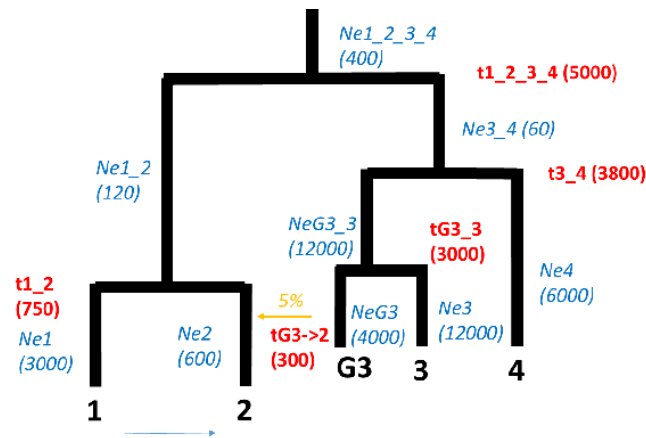 Ne1_2_3_4
(400)
t1_2_3_4 (5000)
Ne3_4 (60)
Ne1_2
(120)
t3_4 (3800)
NeG3_3
(12000)
tG3_3
(3000)
t1_2
(750)
Ne1
(3000)
Ne2
(600)
5%
tG3->2
(300)
NeG3
(4000)
Ne3
(12000)
Ne4
(6000)
G3
3
4
1
2